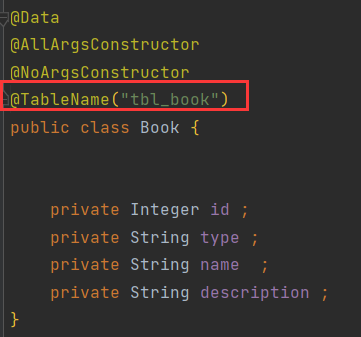 @Data
@AllArgsConstructor
@NoArgsConstructor
@TableName("tbl_book")
public class Book {
private Integer id ;
private String type ;
private String name  ;
private String description ;
}